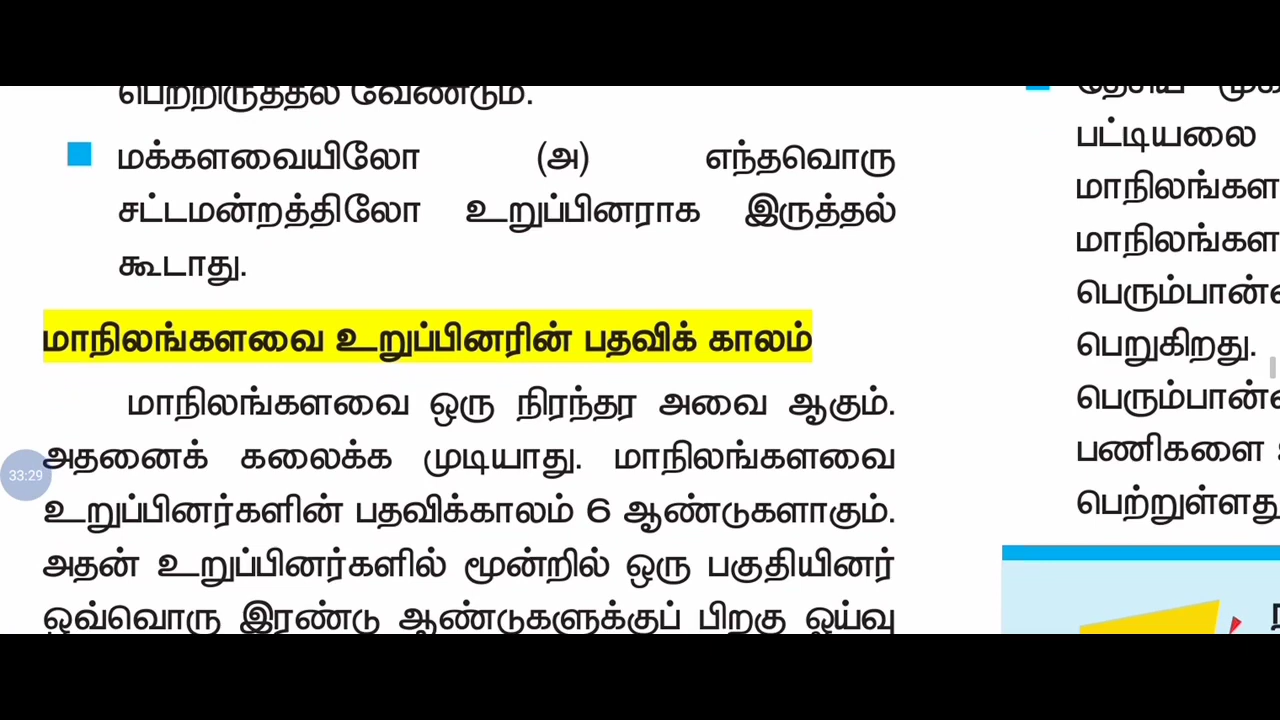 பெற்றிருத்தல் வேண்டும்.
மக்களவையிலோ (அ) எந்தவொரு
சட்டமன்றத்திலோ உறுப்பினராக இருத்தல்
கூடாது.
மாநிலங்களவை உறுப்பினரின் பதவிக் காலம்
மாநிலங்களவை ஒரு நிரந்தர அவை ஆகும்.
அதனைக் கலைக்க முடியாது. மாநிலங்களவை
உறுப்பினர்களின் பதவிக்காலம் 6 ஆண்டுகளாகும்.
அதன் உறுப்பினர்களில் மூன்றில் ஒரு பகுதியினர்
ஒவ்வொரு இரண்டு ஆண்டுகளுக்குப் பிறகு ஓய்வு
33:29
தேசிய
பட்டியலை
மாநிலங்கள
மாநிலங்கள
பெரும்பான்
பெறுகிறது.
பெரும்பான்
பணிகளை
பெற்றுள்ளது